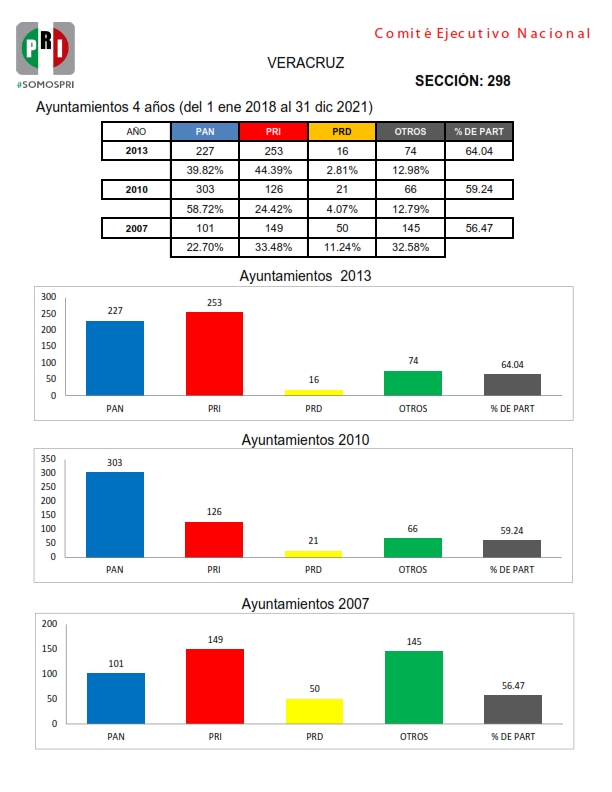 PRI
Comité Ejecutivo Nacional
#SOMOSPRI
VERACRUZ
SECCIÓN: 298
Ayuntamientos 4 años (del 1 ene 2018 al 31 dic 2021)
AÑO PAN PRI PRD OTROS % DE PART
2013 227 253 16 74 64.04
39.82% 44.39% 2.81% 12.98%
2010 303 126 21 66 59.24
58.72% 24.42% 4.07% 12.79%
2007 101 149 50 145 56.47
22.70% 33.48% 11.24% 32.58%
Ayuntamientos 2013
300
250
200
150
100
50
0
227
253
16
74
64.04
PAN PRI PRD OTROS % DE PART
Ayuntamientos 2010
350
300
250
200
150
100
50
0
303
126
21
66
59.24
PAN PRI PRD OTROS % DE PART
Ayuntamientos 2007
200
150
100
50
0
101
149
50
145
56.47
PAN PRI PRD OTROS % DE PART